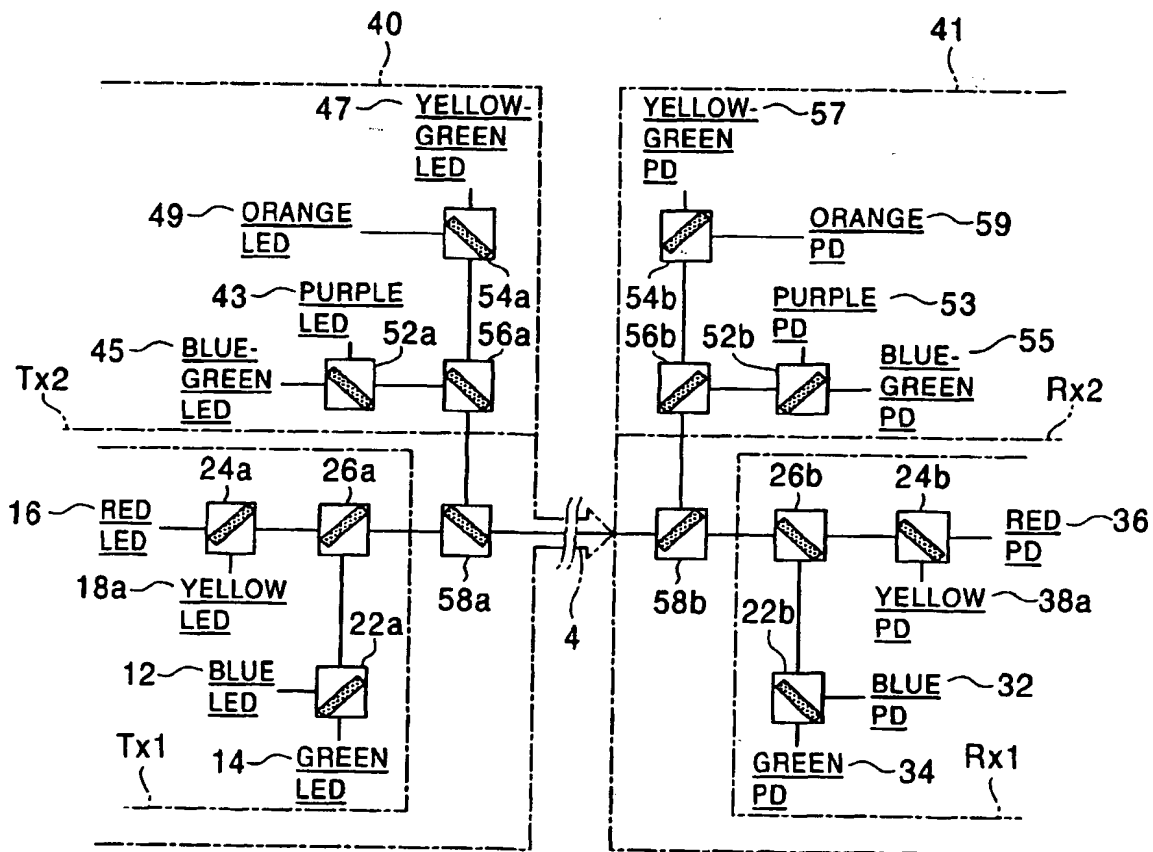 40
41
47 YELLOW-
GREEN
LED
YELLOW- 57
GREEN
PD
49 ORANGE
LED
ORANGE 59
PD
54a
54b
43 PURPLE
LED
52a
56a
56b
52b
PURPLE 53
PD
45 BLUE-
GREEN
LED
BLUE- 55
GREEN
PD
Tx2
Rx2
24a
26a
26b
24b
16 RED
LED
RED 36
PD
18a YELLOW
LED
58a
4
58b
YELLOW 38a
PD
22a
22b
12 BLUE
LED
BLUE 32
PD
Tx1
14 GREEN
LED
GREEN 34
PD
Rx1